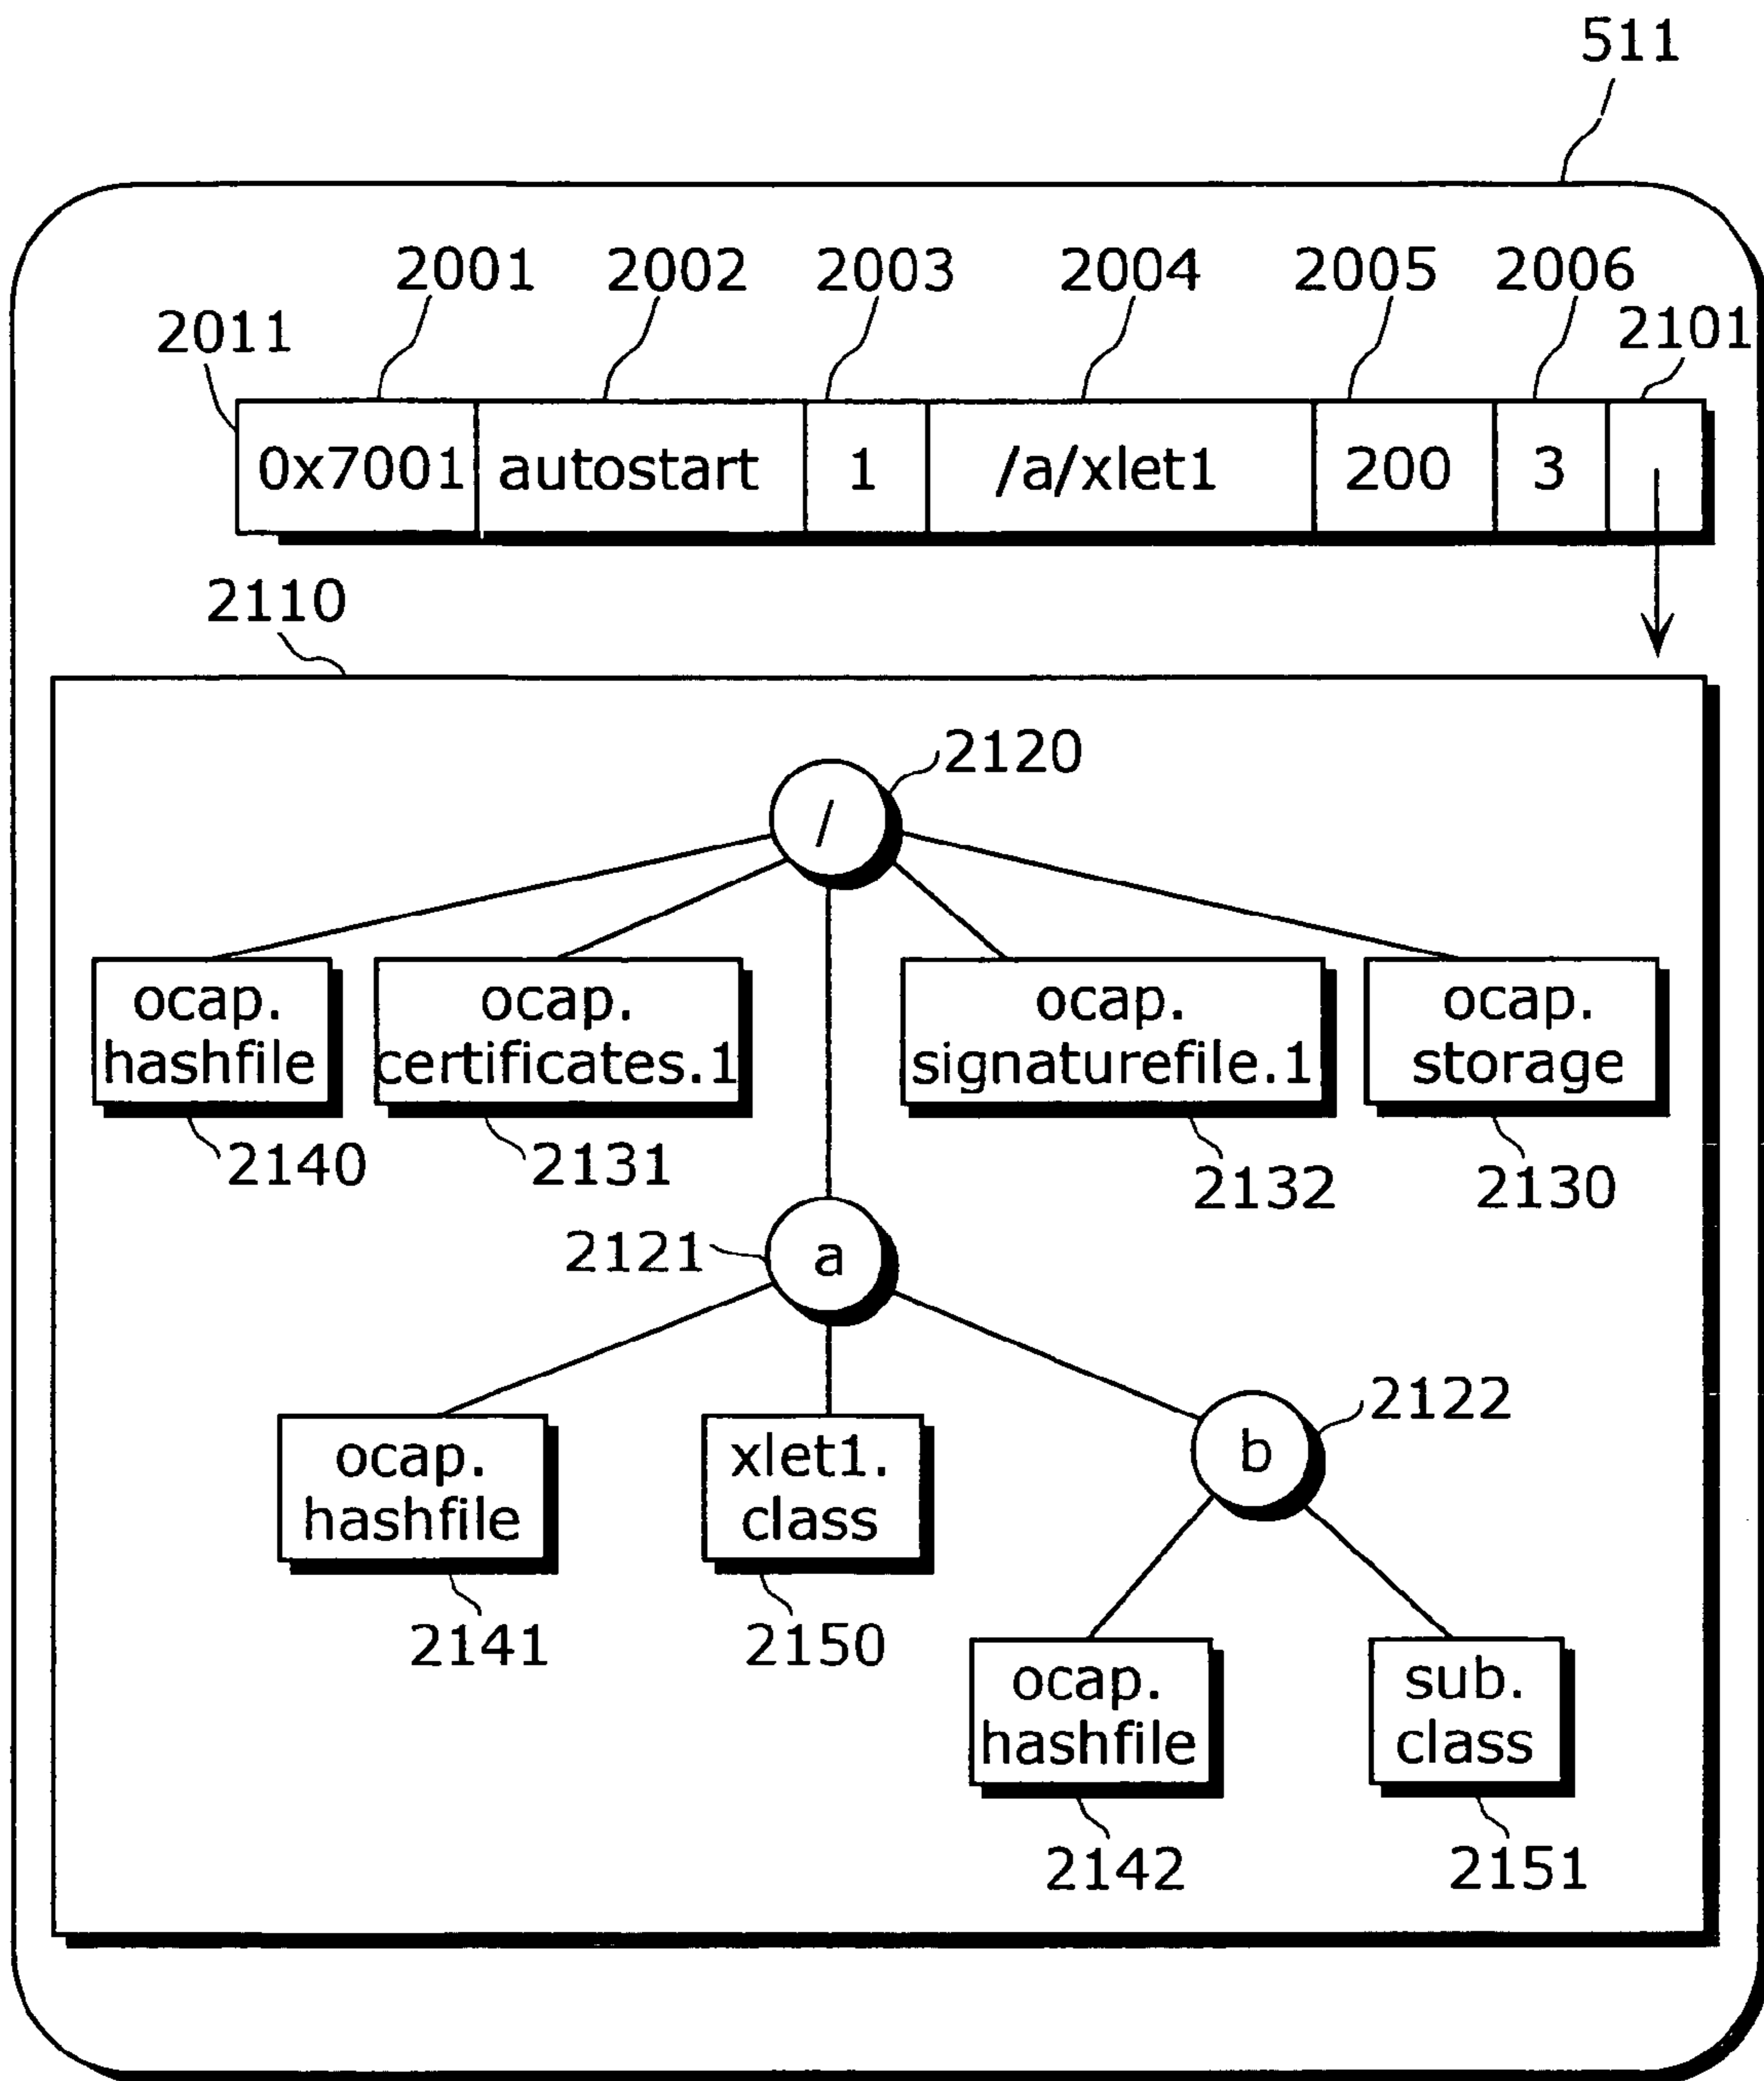 511
2001 2002 2003 2004 2005 2006
2011 2101
0x7001 autostart 1 /a/xlet1 200 3
2110
2120
/
ocap. ocap. ocap. ocap.
hashfile certificates.1 signaturefile.1 storage
2140 2131 2132 2130
2121 a
2122
b
ocap. xlet1.
hashfile class
2141 2150
ocap. sub.
hashfile class
2142 2151